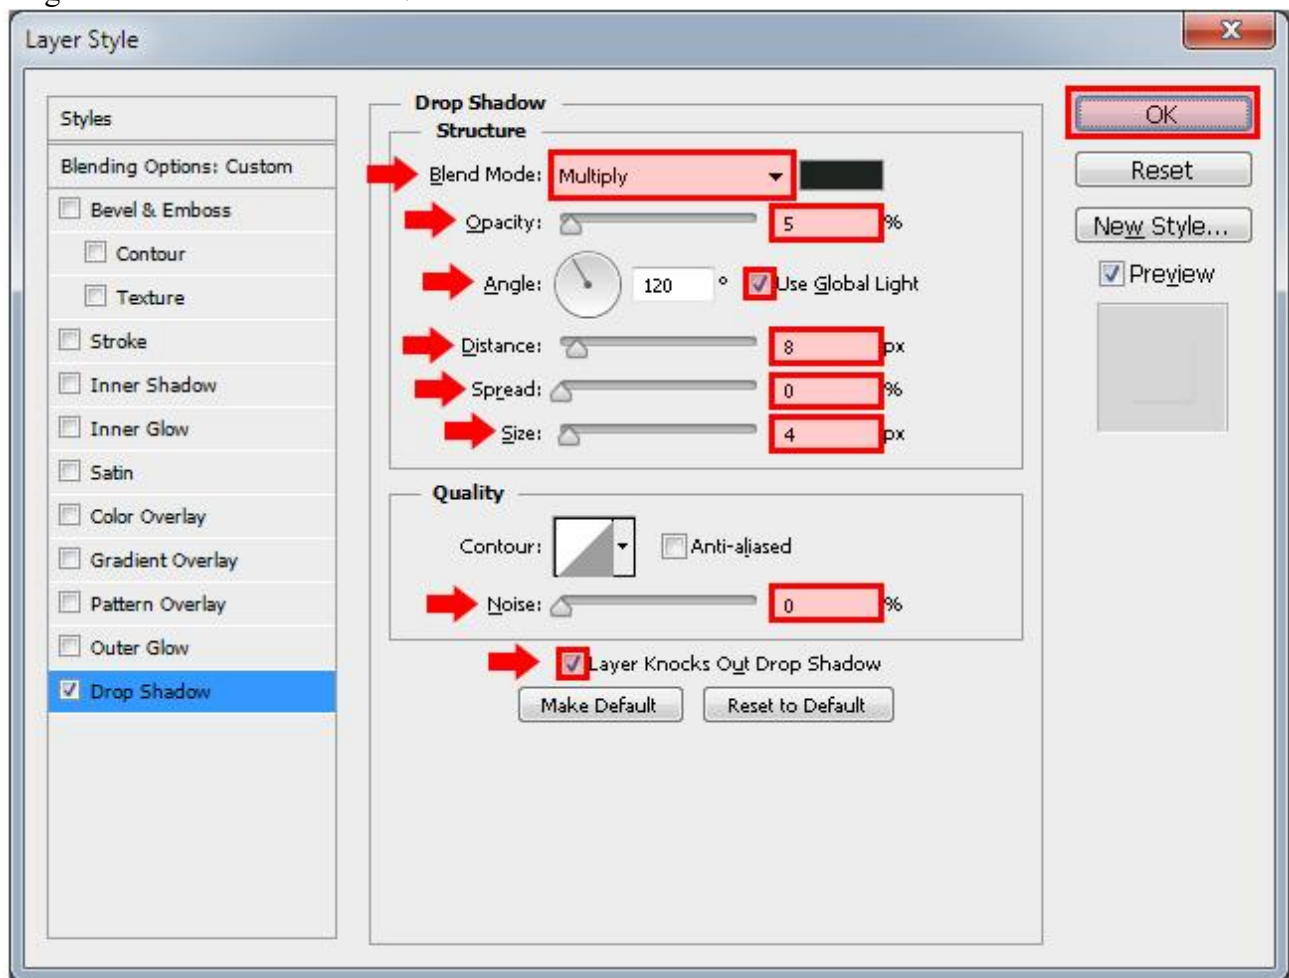 Layer Style
Styles
Blending Options: Custom
Bevel & Emboss
Contour
Texture
Stroke
Inner Shadow
Inner Glow
Satin
Color Overlay
Gradient Overlay
Pattern Overlay
Outer Glow
Drop Shadow
Drop Shadow
Structure
Blend Mode: Multiply
Opacity: 5 %
Angle: 120 ° Use Global Light
Distance: 8 px
Spread: 0 %
Size: 4 px
Quality
Contour: Anti-aliased
Noise: 0 %
Layer Knocks Out Drop Shadow
Make Default Reset to Default
OK
Reset
New Style...
Preview